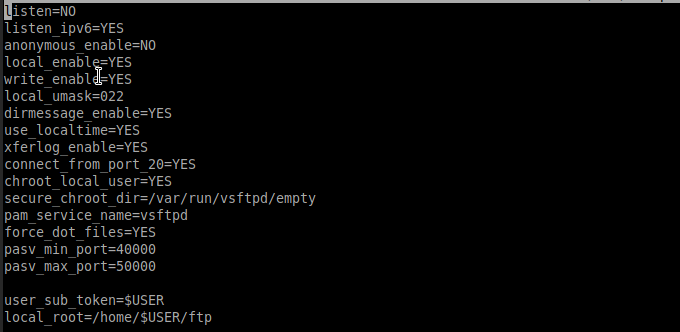 listen=NO
listen_ipv6=YES
anonymous_enable=NO
local_enable=YES
write_enable=YES
local_umask=022
dirmessage_enable=YES
use_localtime=YES
xferlog_enable=YES
connect_from_port_20=YES
chroot_local_user=YES
secure_chroot_dir=/var/run/vsftpd/empty
pam_service_name=vsftpd
force_dot_files=YES
pasv_min_port=40000
pasv_max_port=50000

user_sub_token=$USER
local_root=/home/$USER/ftp